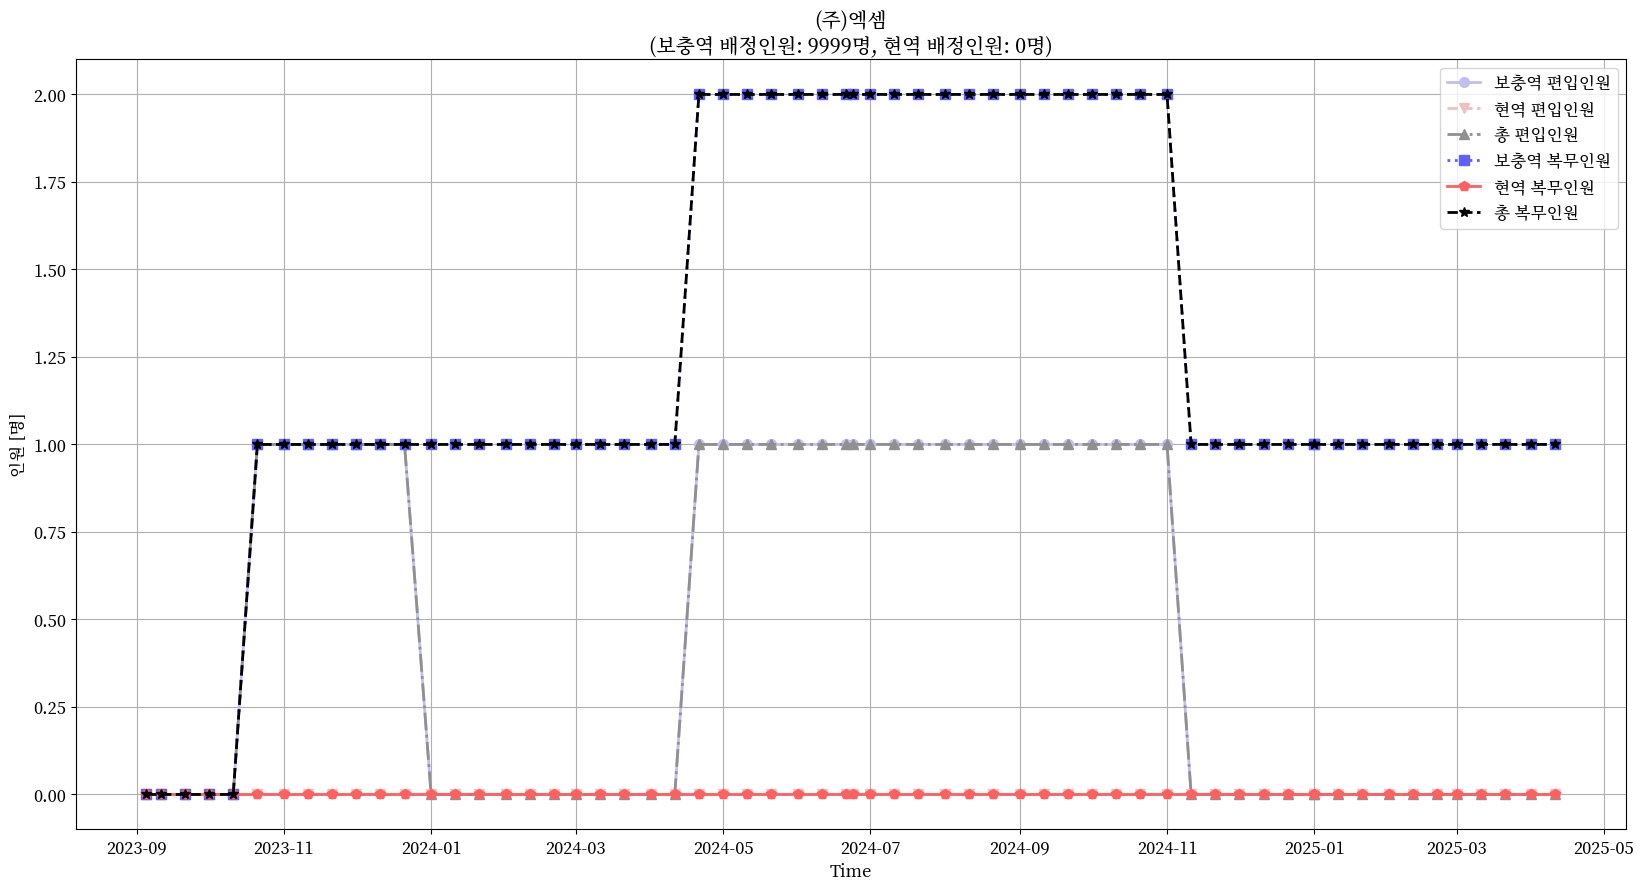 (주)엑셈
(보충역 배정인원: 9999명, 현역 배정인원: 0명)
보충역 편입인원
현역 편입인원
총 편입인원
보충역 복무인원
현역 복무인원
총 복무인원
인원 [명]
2.00
1.75
1.50
1.25
1.00
0.75
0.50
0.25
0.00
2023-09 2023-11 2024-01 2024-03 2024-05 2024-07 2024-09 2024-11 2025-01 2025-03 2025-05
Time